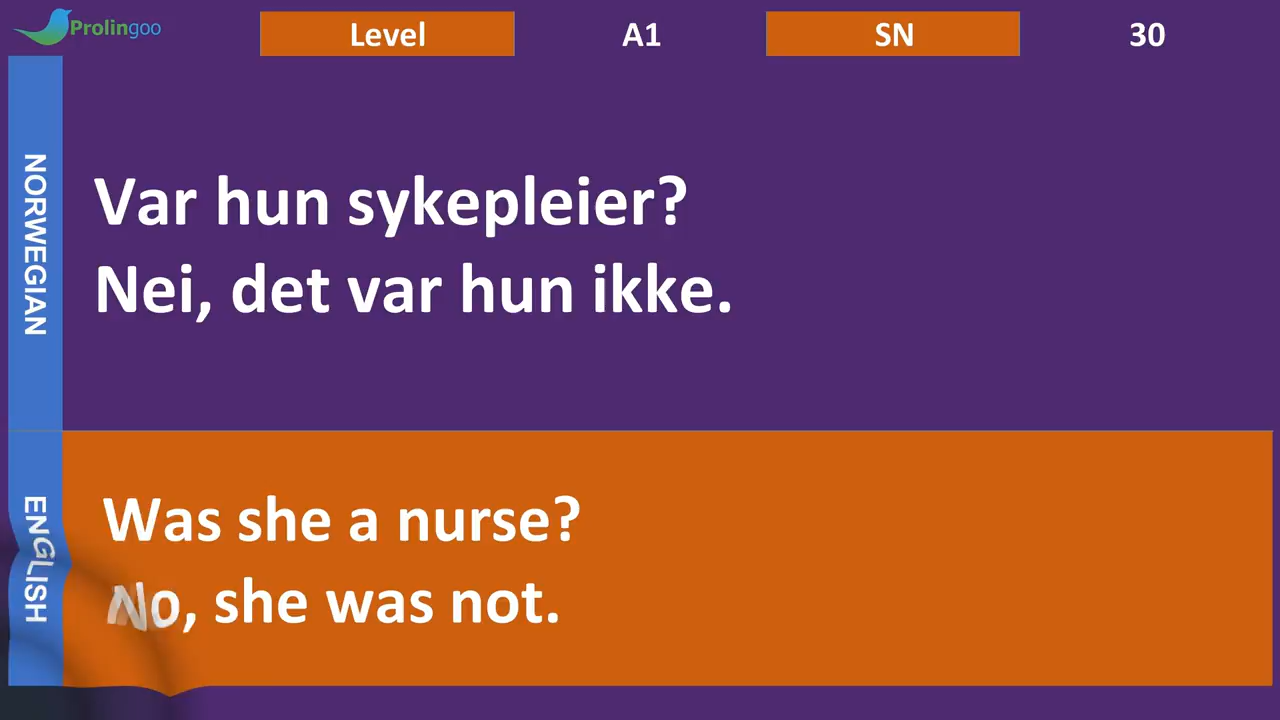 Prolingoo
Level A1 SN 30
NORWEGIAN
Var hun sykepleier?
Nei, det var hun ikke.
ENGLISH
Was she a nurse?
No, she was not.